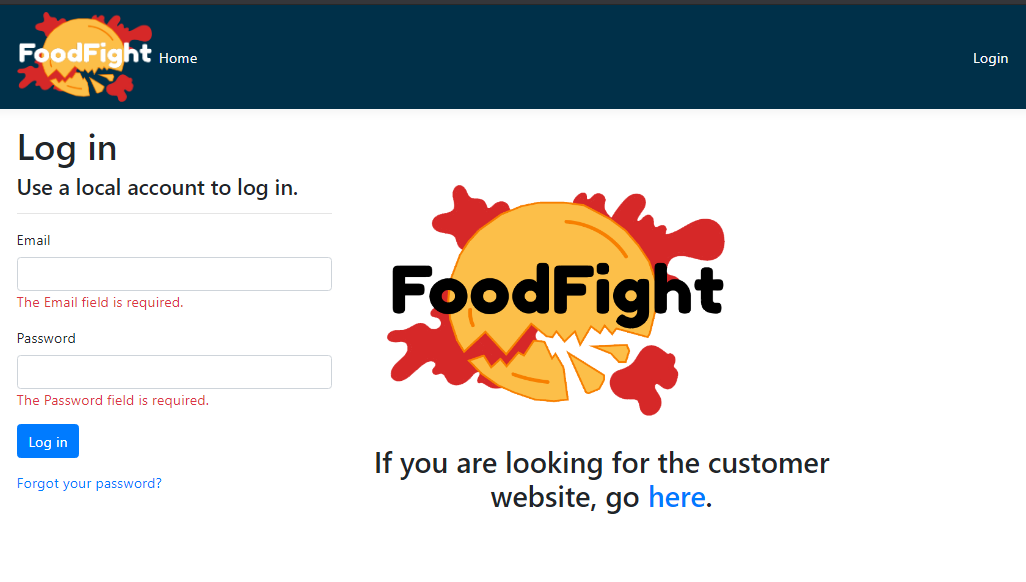 FoodFight
Home
Login
Log in
Use a local account to log in.
Email
The Email field is required.
Password
The Password field is required.
Log in
Forgot your password?
FoodFight
If you are looking for the customer
website, go here.